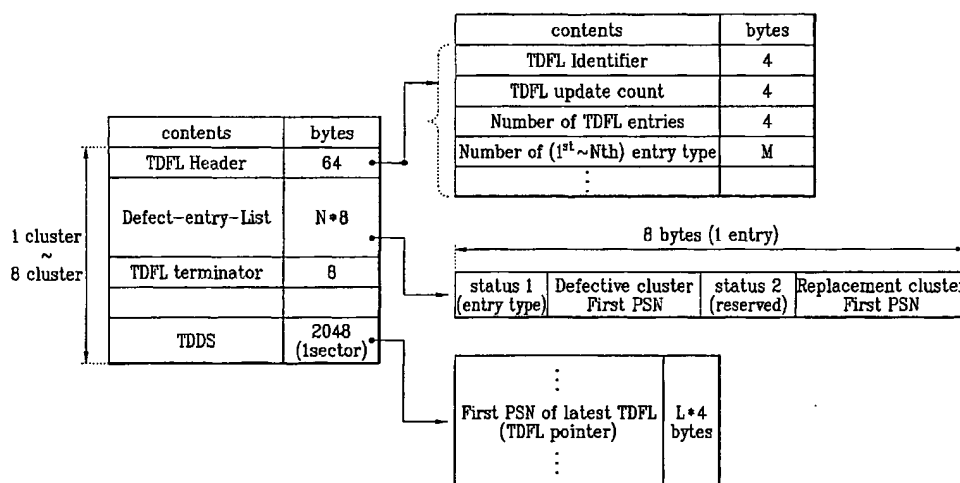 contents bytes
TDFL Identifier 4
TDFL update count 4
Number of TDFL entries 4
Number of (1st~Nth) entry type M
contents bytes
TDFL Header 64
Defect-entry-List N*8
TDFL terminator 8
TDDS 2048
(1sector)
1 cluster
~
8 cluster
8 bytes (1 entry)
status 1
(entry type)
Defective cluster
First PSN
status 2
(reserved)
Replacement cluster
First PSN
First PSN of latest TDFL
(TDFL pointer)
L*4
bytes